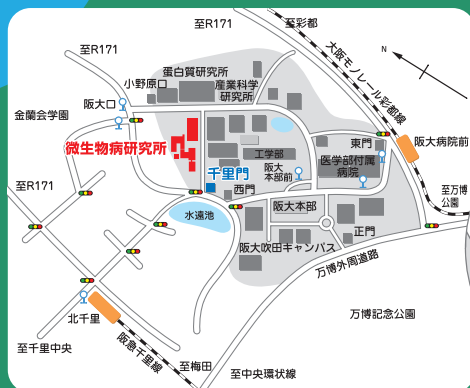 至R171
至彩都
N
至R171
大阪モノレール彩都線
蛋白質研究所
小野原口
産業科学
研究所
阪大口
金蘭会学園
微生物病研究所
工学部
東門
阪大病院前
千里門
阪大
本部前
医学部付属
病院
至R171
西門
至万博
公園
水遠池
阪大本部
正門
阪大吹田キャンパス
万博外周道路
北千里
万博記念公園
阪急千里線
至千里中央
至梅田
至中央環状線